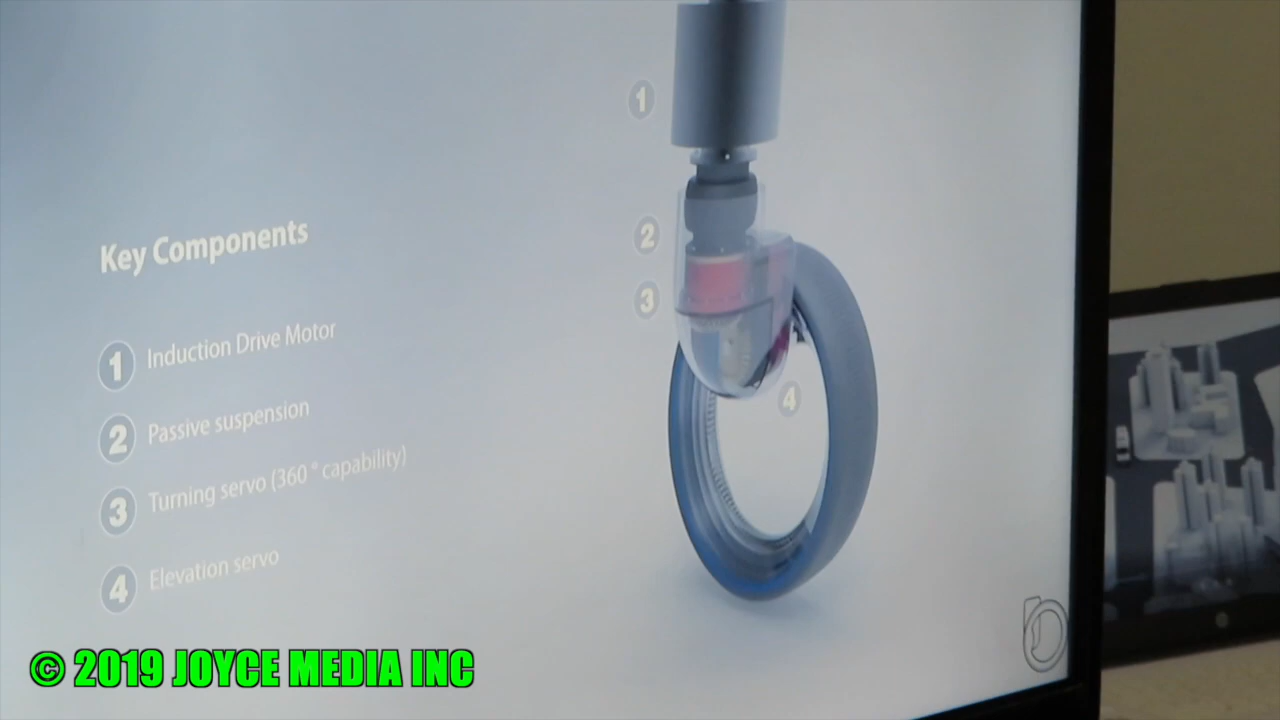 Key Components
1 Induction Drive Motor
2 Passive suspension
3 Turning servo (360 ° capability)
4 Elevation servo
1
2
3
4
© 2019 JOYCE MEDIA INC